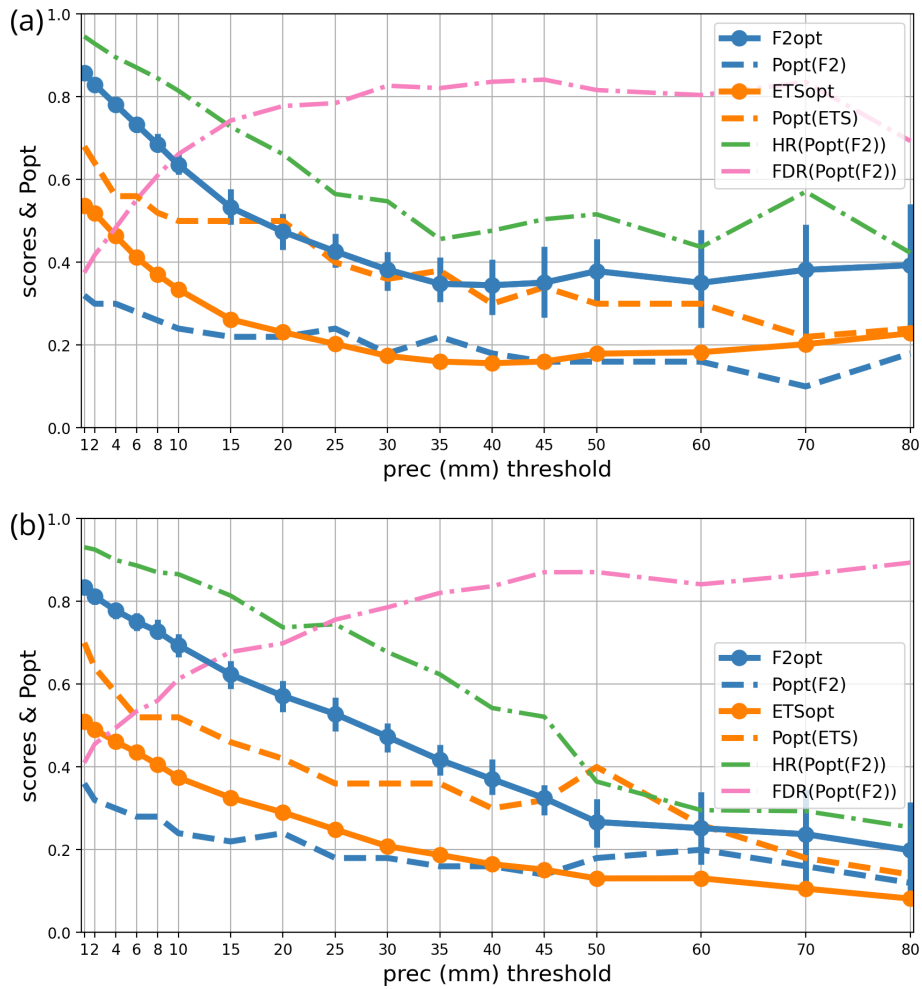 (a)
1.0
0.8
0.6
0.4
0.2
0.0
scores & Popt
F2opt
Popt(F2)
ETSopt
Popt(ETS)
HR(Popt(F2))
FDR(Popt(F2))
12 4 6 8 10 15 20 25 30 35 40 45 50 60 70 80
prec (mm) threshold
(b)
1.0
0.8
0.6
0.4
0.2
0.0
scores & Popt
F2opt
Popt(F2)
ETSopt
Popt(ETS)
HR(Popt(F2))
FDR(Popt(F2))
12 4 6 8 10 15 20 25 30 35 40 45 50 60 70 80
prec (mm) threshold